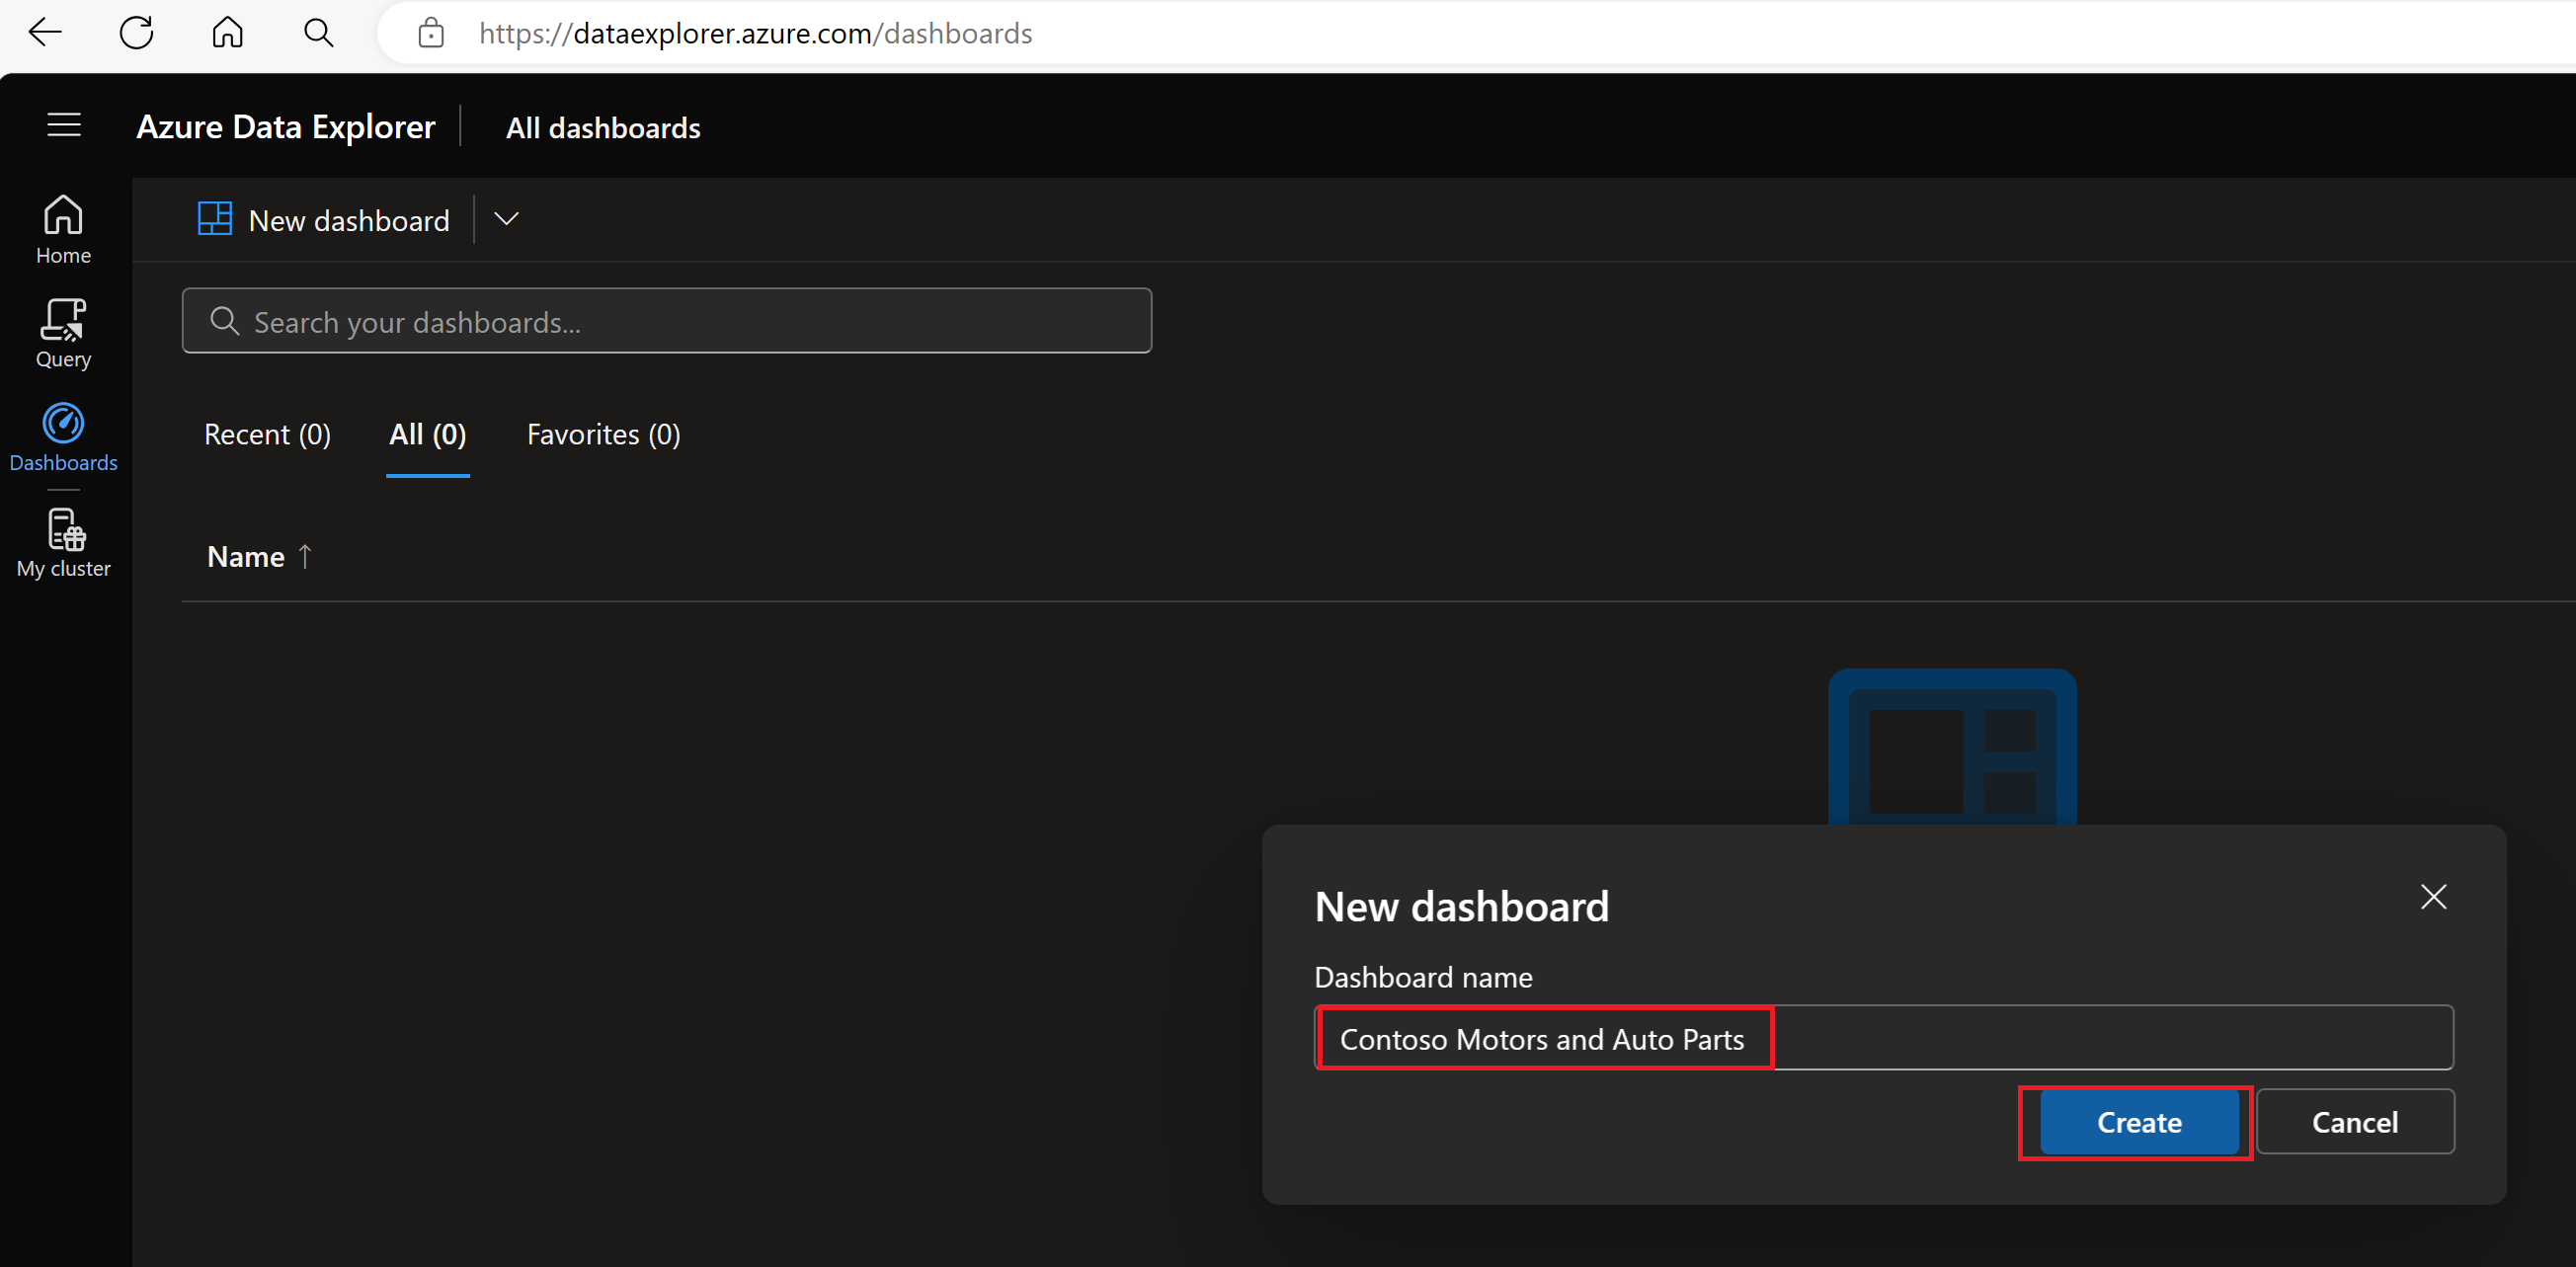 https://dataexplorer.azure.com/dashboards
Azure Data Explorer
All dashboards
Home
Query
Dashboards
My cluster
New dashboard
Search your dashboards...
Recent (0) All (0) Favorites (0)
Name ↑
New dashboard
Dashboard name
Contoso Motors and Auto Parts
Create Cancel